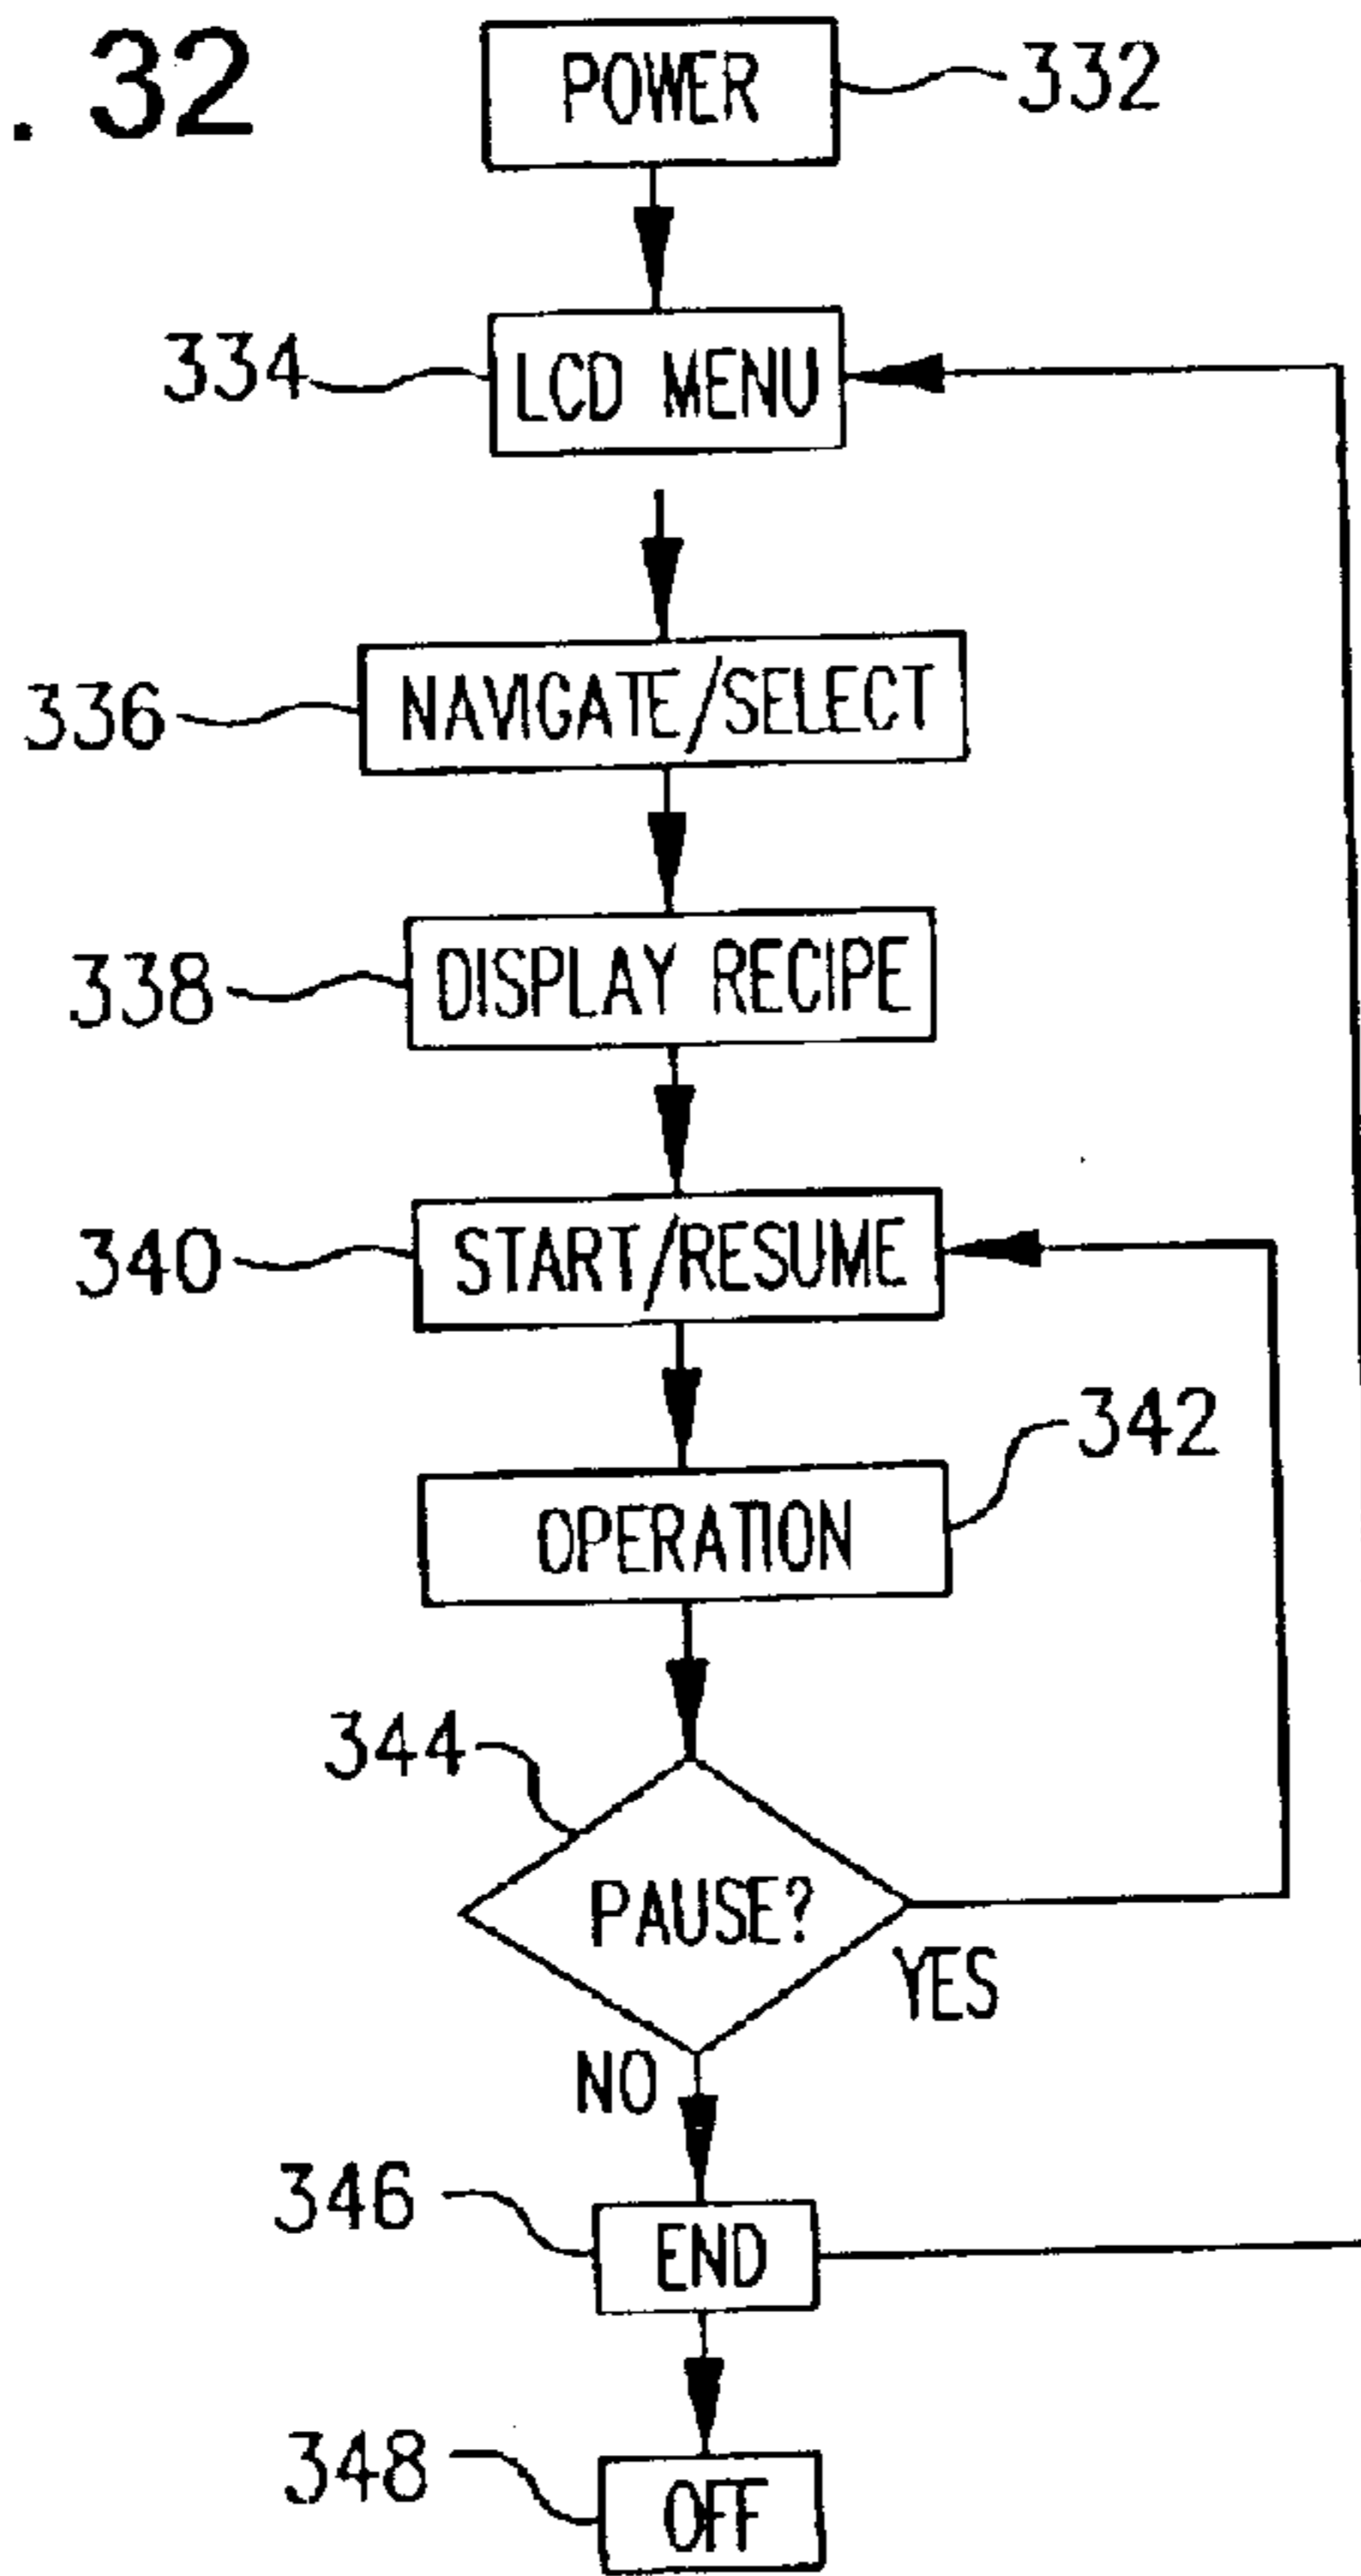 . 32
POWER
332
334
LCD MENU
336
NAVIGATE/SELECT
338
DISPLAY RECIPE
340
START/RESUME
342
OPERATION
344
PAUSE?
YES
NO
346
END
348
OFF